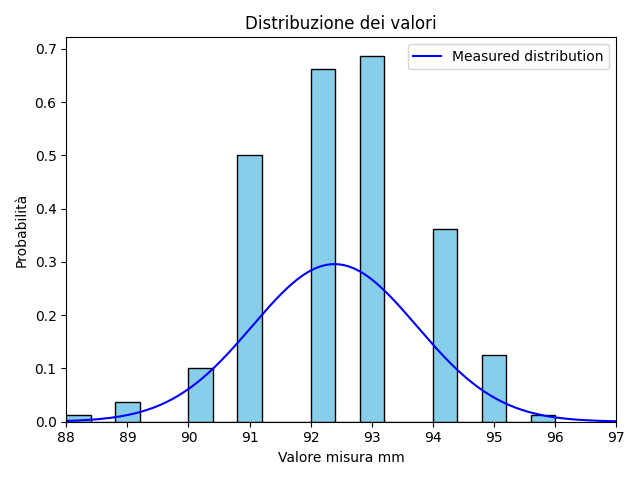 Distribuzione dei valori
Measured distribution
Probabilità
0.7
0.6
0.5
0.4
0.3
0.2
0.1
0.0
88 89 90 91 92 93 94 95 96 97
Valore misura mm